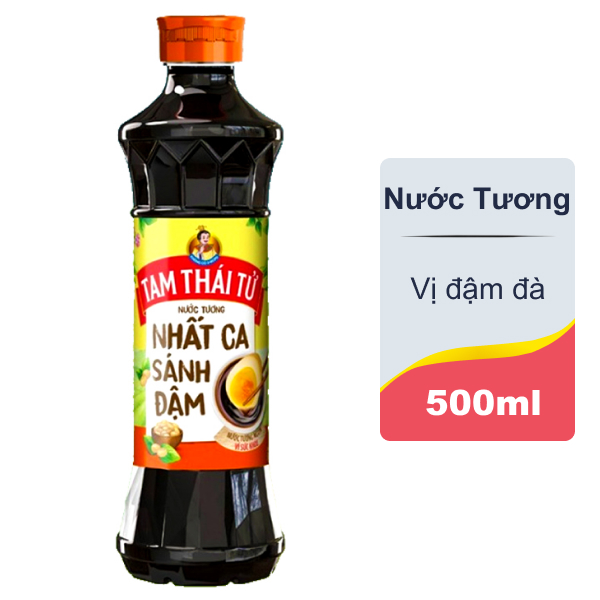 TAM THÁI TỬ
NƯỚC TƯƠNG
NHẤT CA
SÁNH
ĐẬM
Nước Tương
Vị đậm đà
500ml